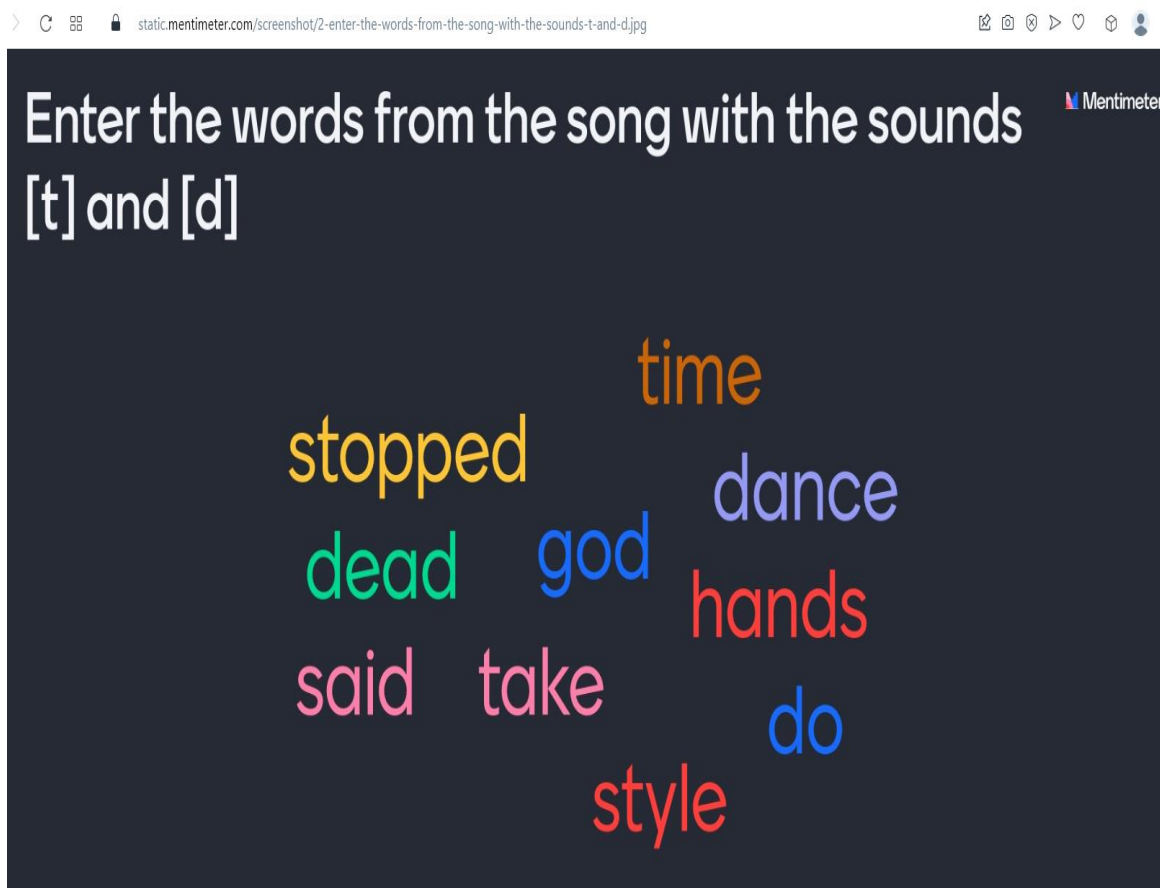 static.mentimeter.com/screenshot/2-enter-the-words-from-the-song-with-the-sounds-t-and-d.jpg
Enter the words from the song with the sounds
[t] and [d]
Mentimeter
time
stopped
dance
dead
god
hands
said
take
do
style